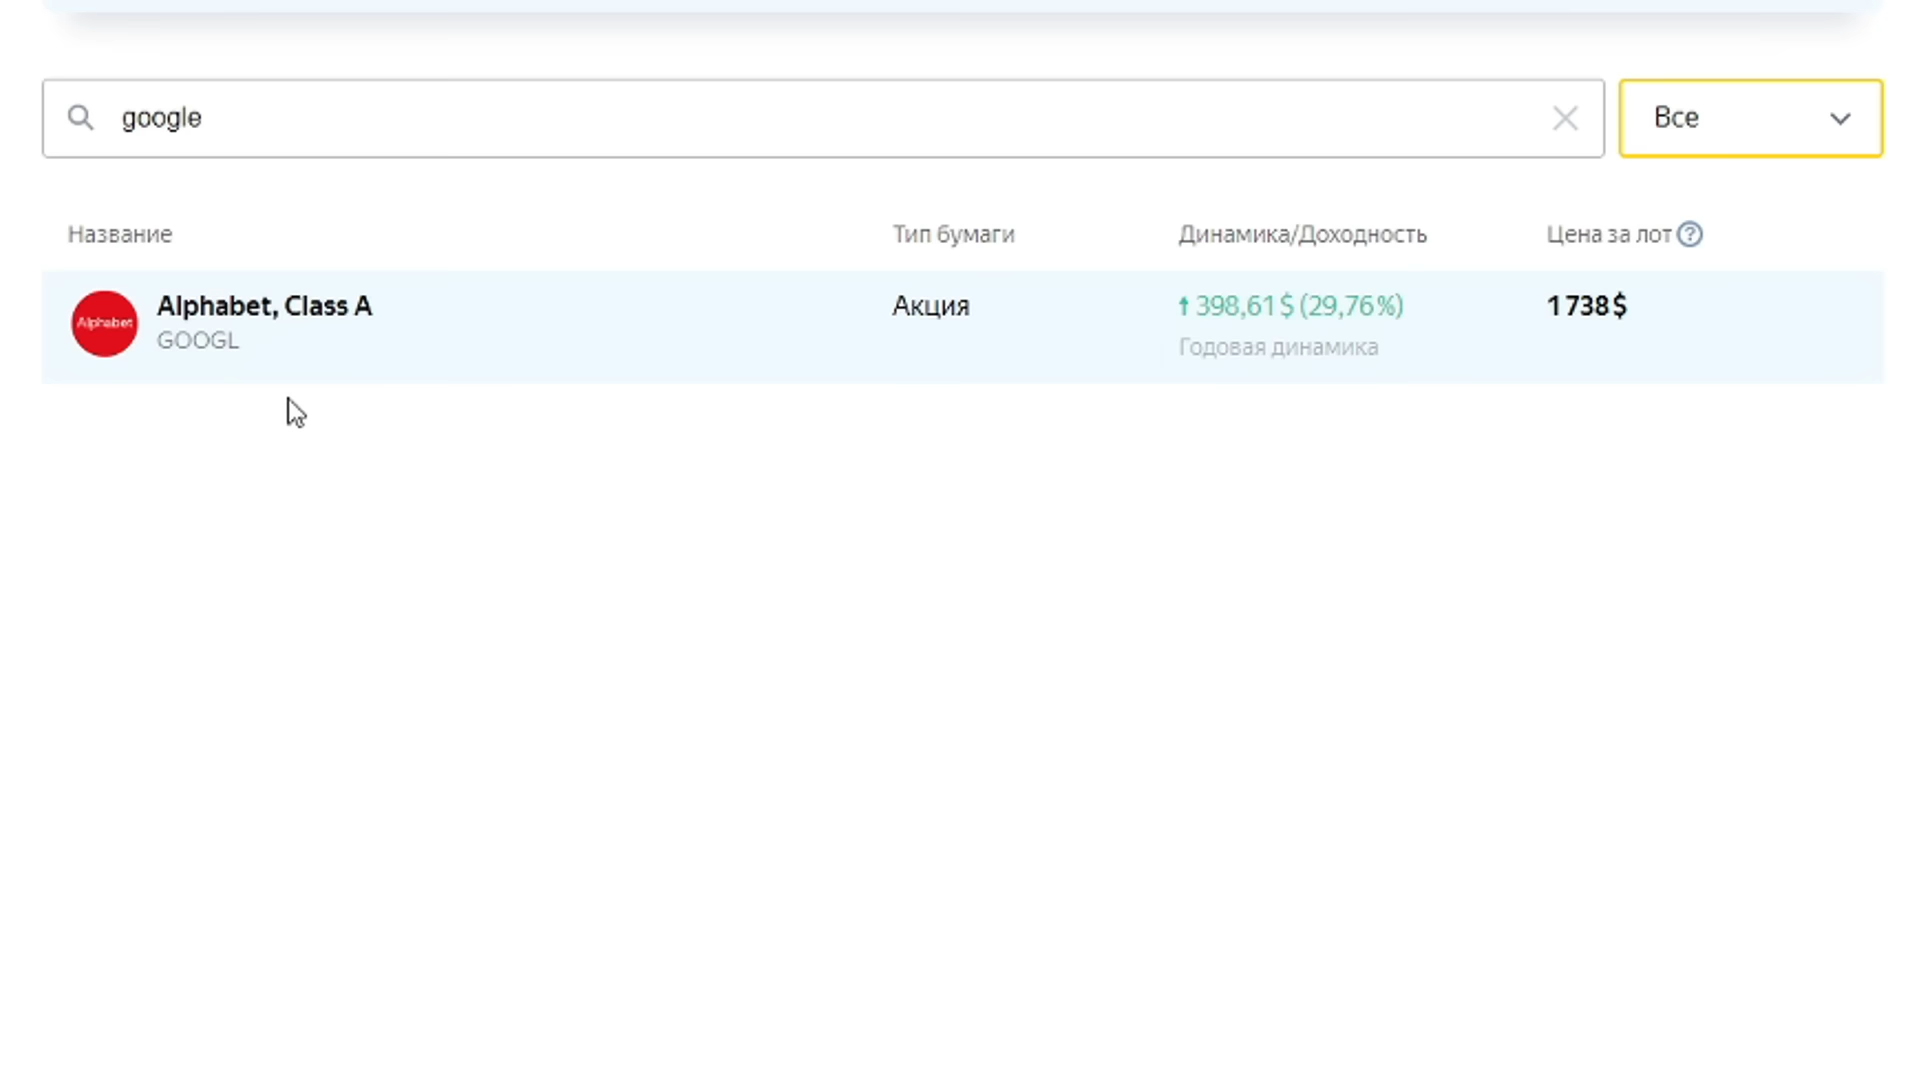 google
Все
Название
Тип бумаги
Динамика/Доходность
Цена за лот ?
Alphabet
Alphabet, Class A
GOOGL
Акция
↑ 398,61 $ (29,76 %)
Годовая динамика
1 738 $